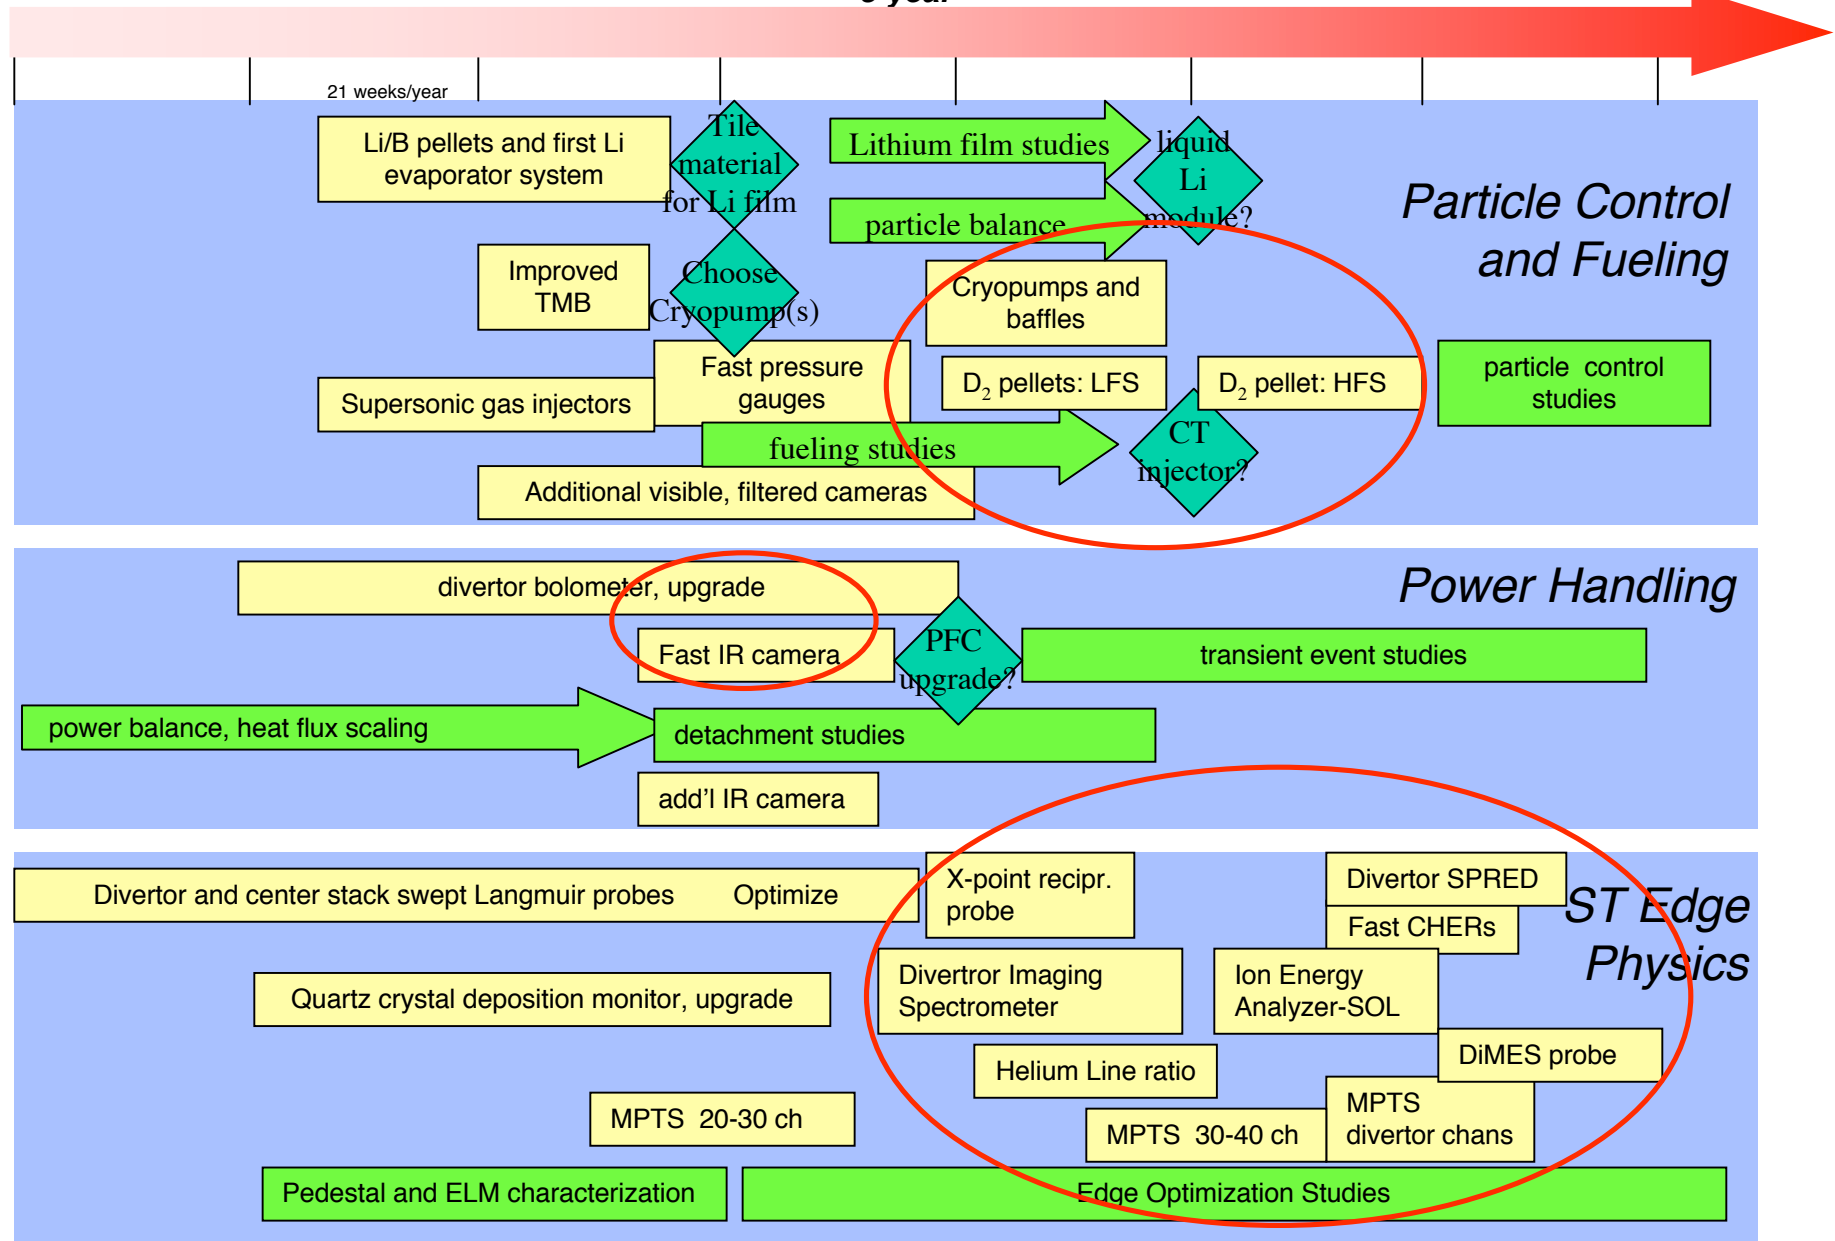 21 weeks/year
Li/B pellets and first Li
evaporator system
Tile
material
for Li film
Lithium film studies
particle balance
liquid
Li
module?
Particle Control
and Fueling
Improved
TMB
Choose
Cryopump(s)
Cryopumps and
baffles
Fast pressure
gauges
Supersonic gas injectors
D2 pellets: LFS
D2 pellet: HFS
particle control
studies
fueling studies
CT
injector?
Additional visible, filtered cameras
Power Handling
divertor bolometer, upgrade
Fast IR camera
PFC
upgrade?
transient event studies
power balance, heat flux scaling
detachment studies
add'l IR camera
ST Edge
Physics
Divertor and center stack swept Langmuir probes Optimize
X-point recipr.
probe
Divertor SPRED
Fast CHERs
Quartz crystal deposition monitor, upgrade
Divertror Imaging
Spectrometer
Ion Energy
Analyzer-SOL
DiMES probe
Helium Line ratio
MPTS 20-30 ch
MPTS 30-40 ch
MPTS
divertor chans
Pedestal and ELM characterization
Edge Optimization Studies